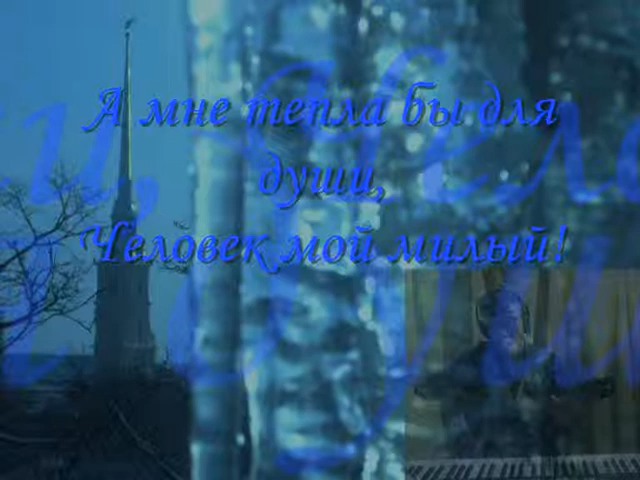 А мне тепла бы для
души,
Человек мой милый!